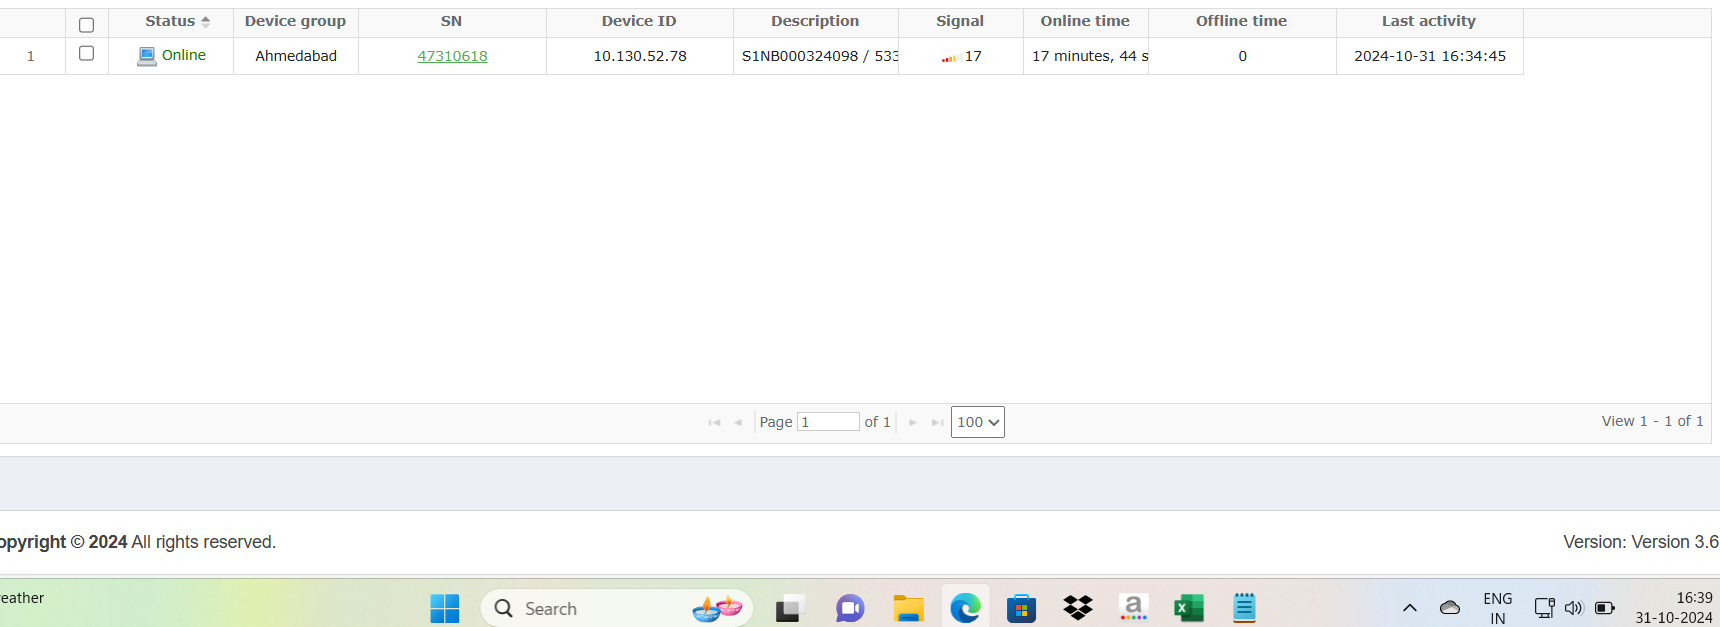 Status Device group SN Device ID Description Signal Online time Offline time Last activity
1 Online Ahmedabad 47310618 10.130.52.78 S1NB000324098 / 533 17 17 minutes, 44 s 0 2024-10-31 16:34:45
Page 1 of 1 100 View 1 - 1 of 1
opyright © 2024 All rights reserved. Version: Version 3.6
eather Search a ENG 16:39
IN 31-10-2024